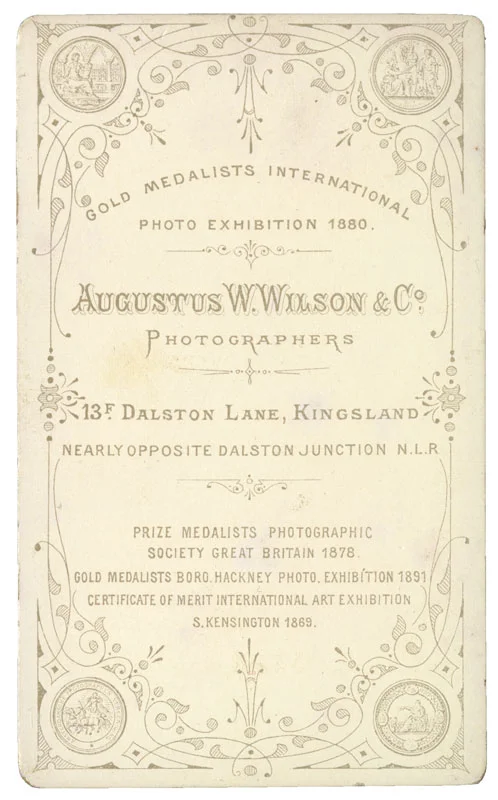 GOLD MEDALISTS INTERNATIONAL
PHOTO EXHIBITION 1880.
AUGUSTUS W. WILSON & Co.
PHOTOGRAPHERS
13F. DALSTON LANE, KINGSLAND
NEARLY OPPOSITE DALSTON JUNCTION N.L.R
PRIZE MEDALISTS PHOTOGRAPHIC
SOCIETY GREAT BRITAIN 1878.
GOLD MEDALISTS BORO. HACKNEY PHOTO. EXHIBITION 1891
CERTIFICATE OF MERIT INTERNATIONAL ART EXHIBITION
S. KENSINGTON 1869.